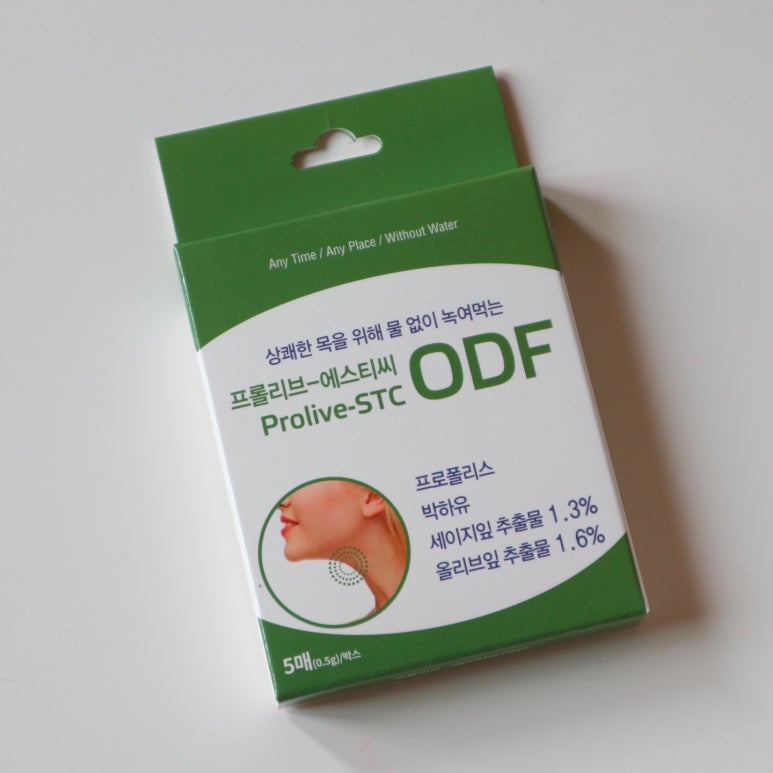 Any Time / Any Place / Without Water
상쾌한 목을 위해 물 없이 녹여먹는
프롤리브-에스티씨 ODF
Prolive-STC
프로폴리스
박하유
세이지잎 추출물 1.3%
올리브잎 추출물 1.6%
5매(0.5g)/박스